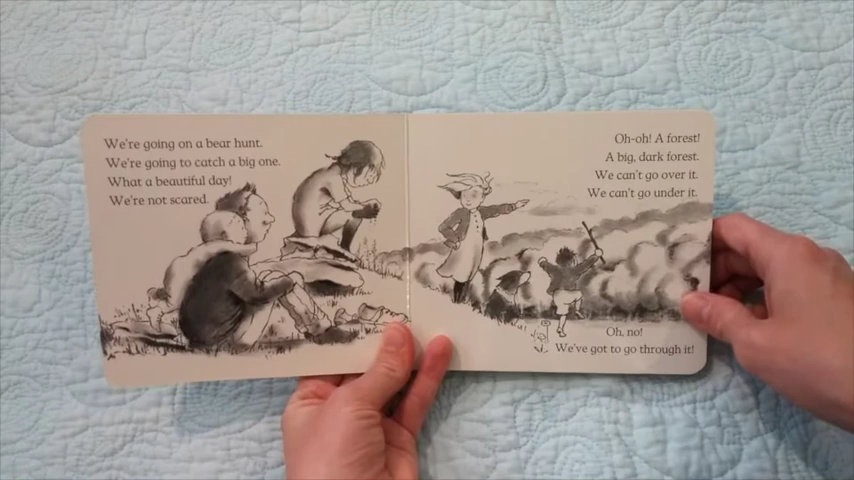 We're going on a bear hunt.
We're going to catch a big one.
What a beautiful day!
We're not scared.
Oh-oh! A forest!
A big, dark forest.
We can't go over it.
We can't go under it.
Oh, no!
We've got to go through it!